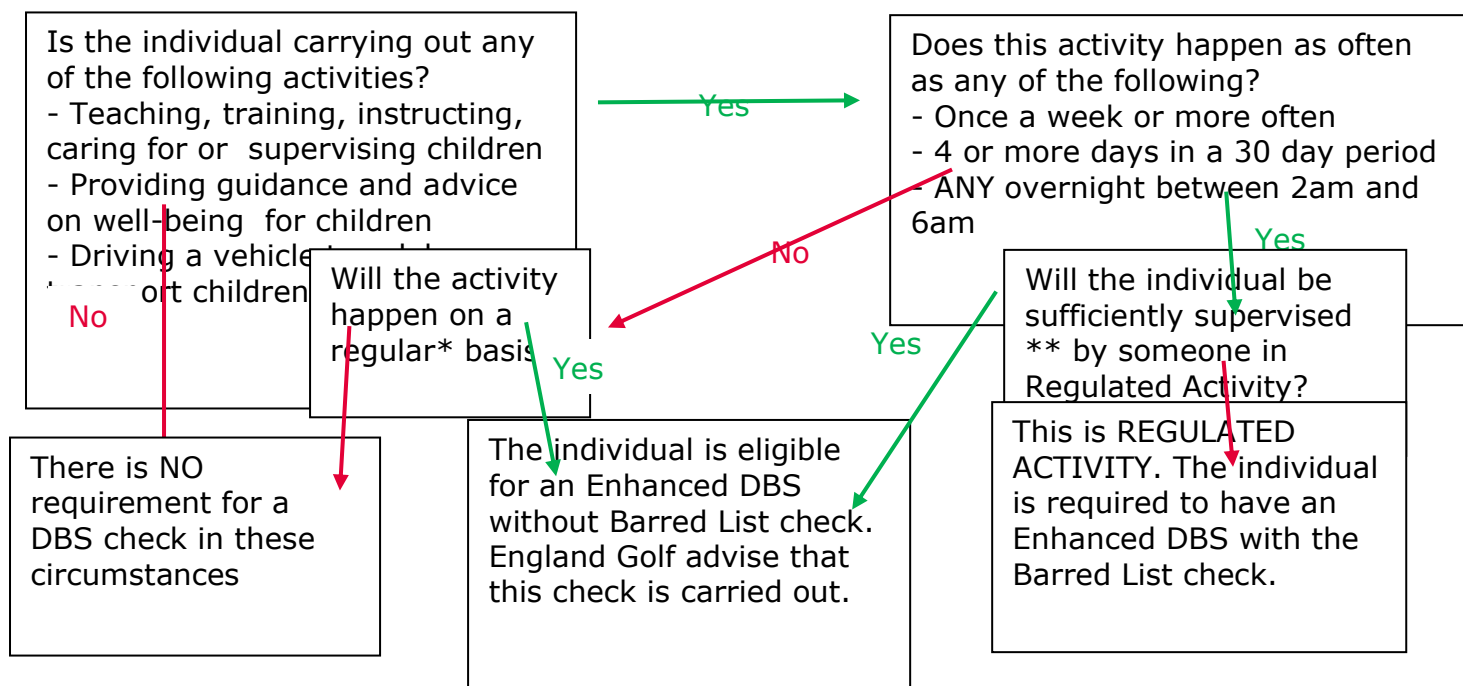 Is the individual carrying out any
of the following activities?
- Teaching, training, instructing,
caring for or supervising children
- Providing guidance and advice
on well-being for children
- Driving a vehicle
ort children
No
Yes
Does this activity happen as often
as any of the following?
- Once a week or more often
- 4 or more days in a 30 day period
- ANY overnight between 2am and
6am
No
Yes
Will the activity
happen on a
regular* basis
Yes
Yes
Will the individual be
sufficiently supervised
** by someone in
Regulated Activity?
There is NO
requirement for a
DBS check in these
circumstances
The individual is eligible
for an Enhanced DBS
without Barred List check.
England Golf advise that
this check is carried out.
This is REGULATED
ACTIVITY. The individual
is required to have an
Enhanced DBS with the
Barred List check.